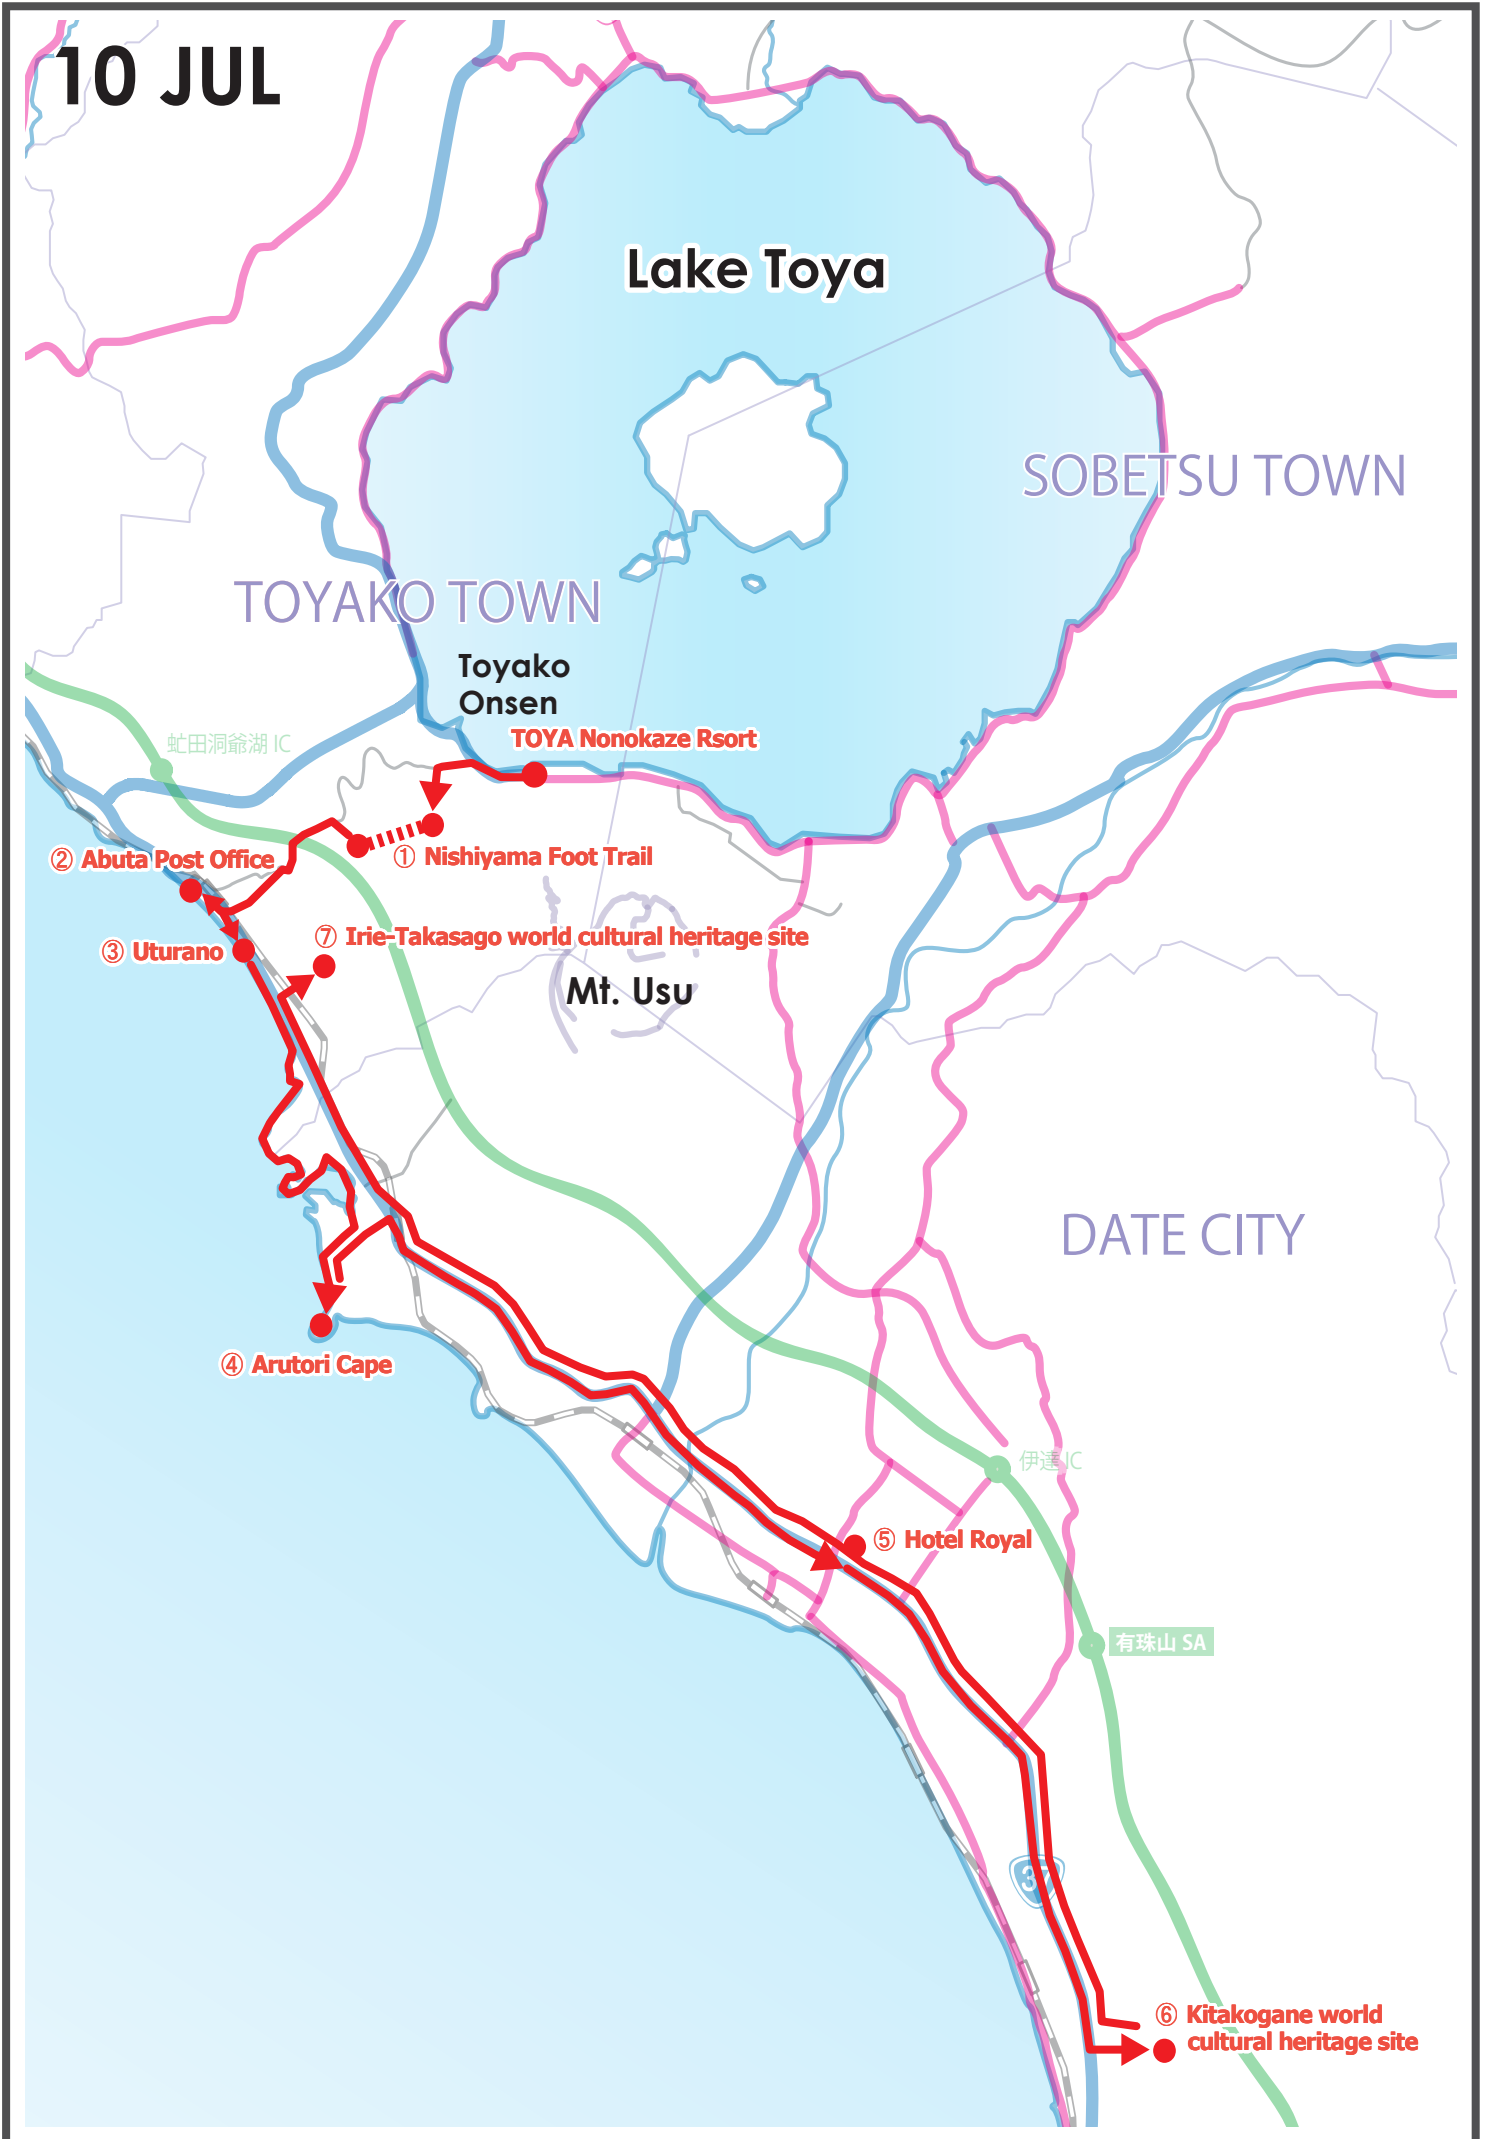 10 JUL
Lake Toya
SOBETSU TOWN
TOYAKO TOWN
Toyako
Onsen
TOYA Nonokaze Rsort
虻田洞爺湖 IC
① Nishiyama Foot Trail
② Abuta Post Office
③ Uturano
⑦ Irie-Takasago world cultural heritage site
Mt. Usu
DATE CITY
④ Arutori Cape
伊達 IC
⑤ Hotel Royal
有珠山 SA
37
⑥ Kitakogane world
cultural heritage site